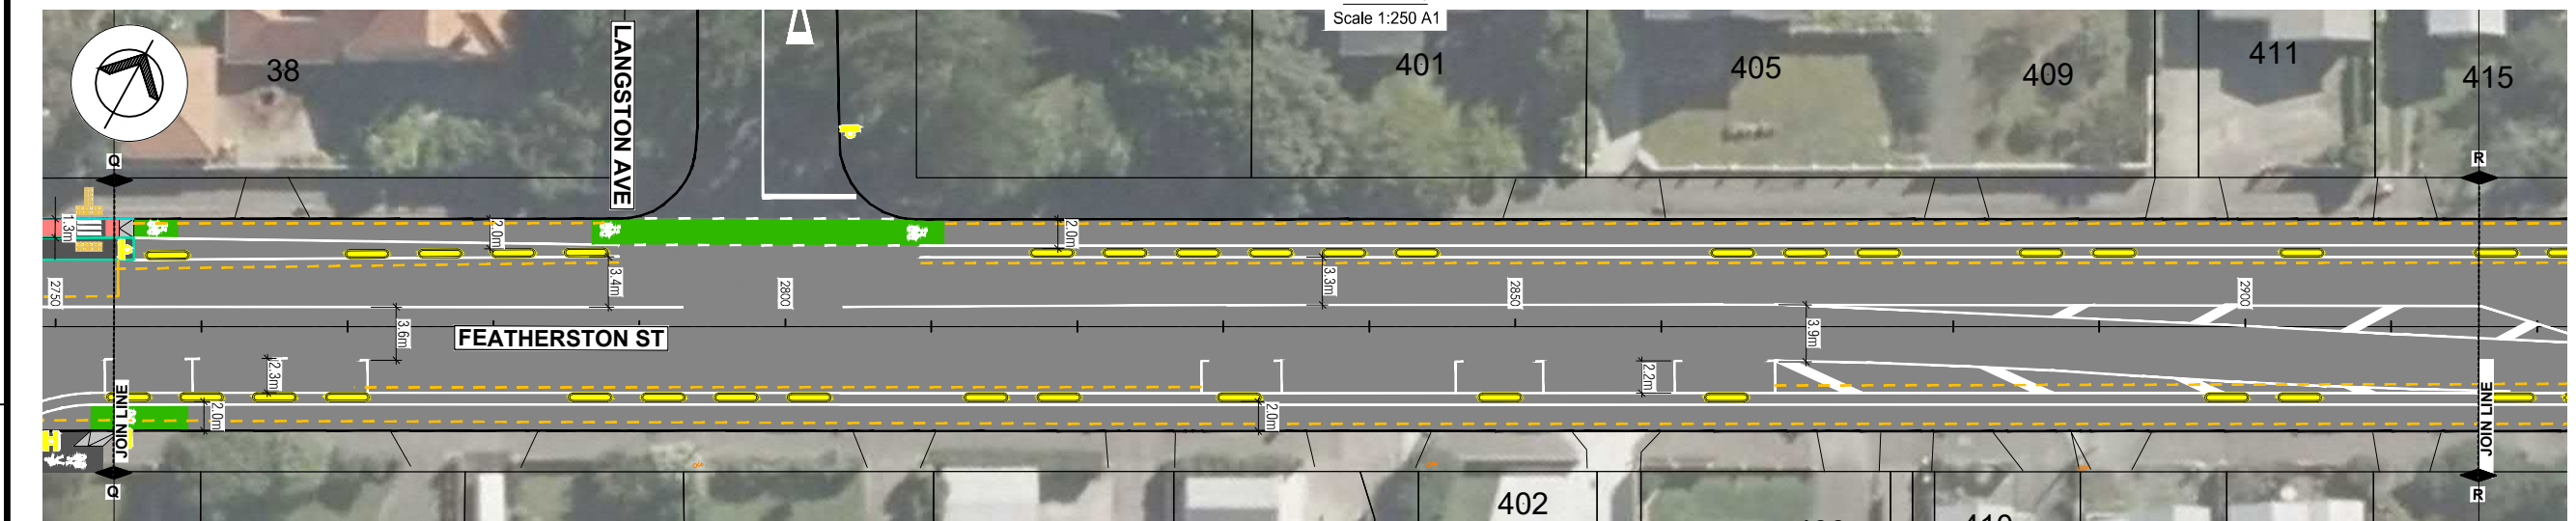 Scale 1:250 A1
38
LANGSTON AVE
401
405
409
411
415
Q
R
1.3m
2.0m
2.0m
3.4m
3.3m
2750
2800
2850
2900
3.6m
FEATHERSTON ST
3.9m
2.3m
2.2m
JOIN LINE
JOIN LINE
2.0m
2.0m
Q
R
402